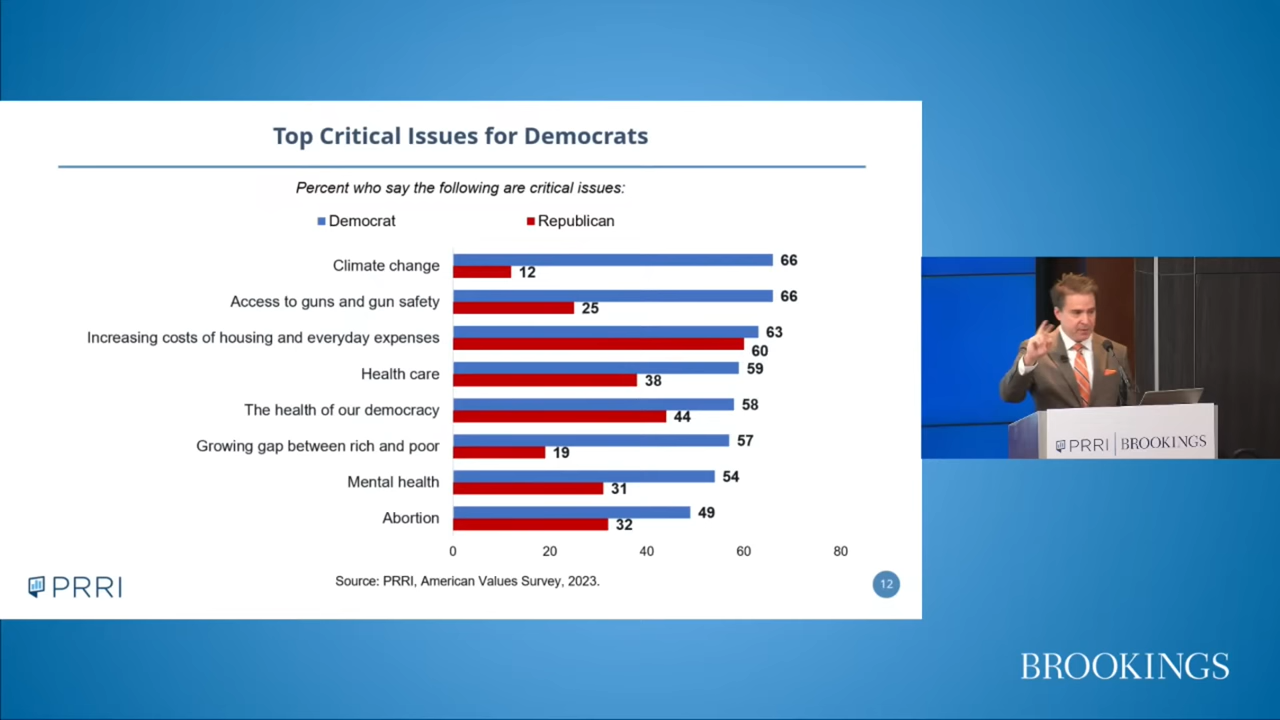 Top Critical Issues for Democrats
Percent who say the following are critical issues:
Democrat Republican
Climate change 66 12
Access to guns and gun safety 66 25
Increasing costs of housing and everyday expenses 63 60
Health care 59 38
The health of our democracy 58 44
Growing gap between rich and poor 57 19
Mental health 54 31
Abortion 49 32
0 20 40 60 80
Source: PRRI, American Values Survey, 2023.
PRRI
12
PRRI | BROOKINGS
BROOKINGS